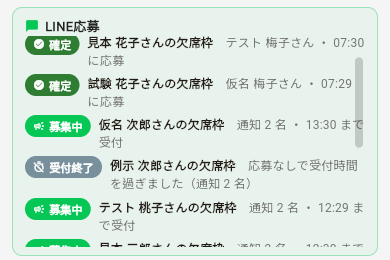 LINE応募
確定 見本 花子さんの欠席枠 テスト 梅子さん ・ 07:30
に応募
確定 試験 花子さんの欠席枠 仮名 梅子さん ・ 07:29
に応募
募集中 仮名 次郎さんの欠席枠 通知 2 名 ・ 13:30 まで
受付
受付終了 例示 次郎さんの欠席枠 応募なしで受付時間
を過ぎました（通知 2 名）
募集中 テスト 桃子さんの欠席枠 通知 2 名 ・ 12:29 ま
で受付